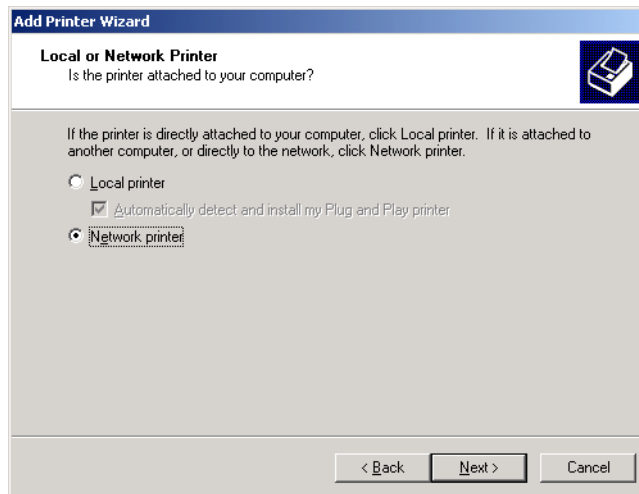 Add Printer Wizard
Local or Network Printer
Is the printer attached to your computer?
If the printer is directly attached to your computer, click Local printer.  If it is attached to
another computer, or directly to the network, click Network printer.
Local printer
Automatically detect and install my Plug and Play printer
Network printer
< Back
Next >
Cancel